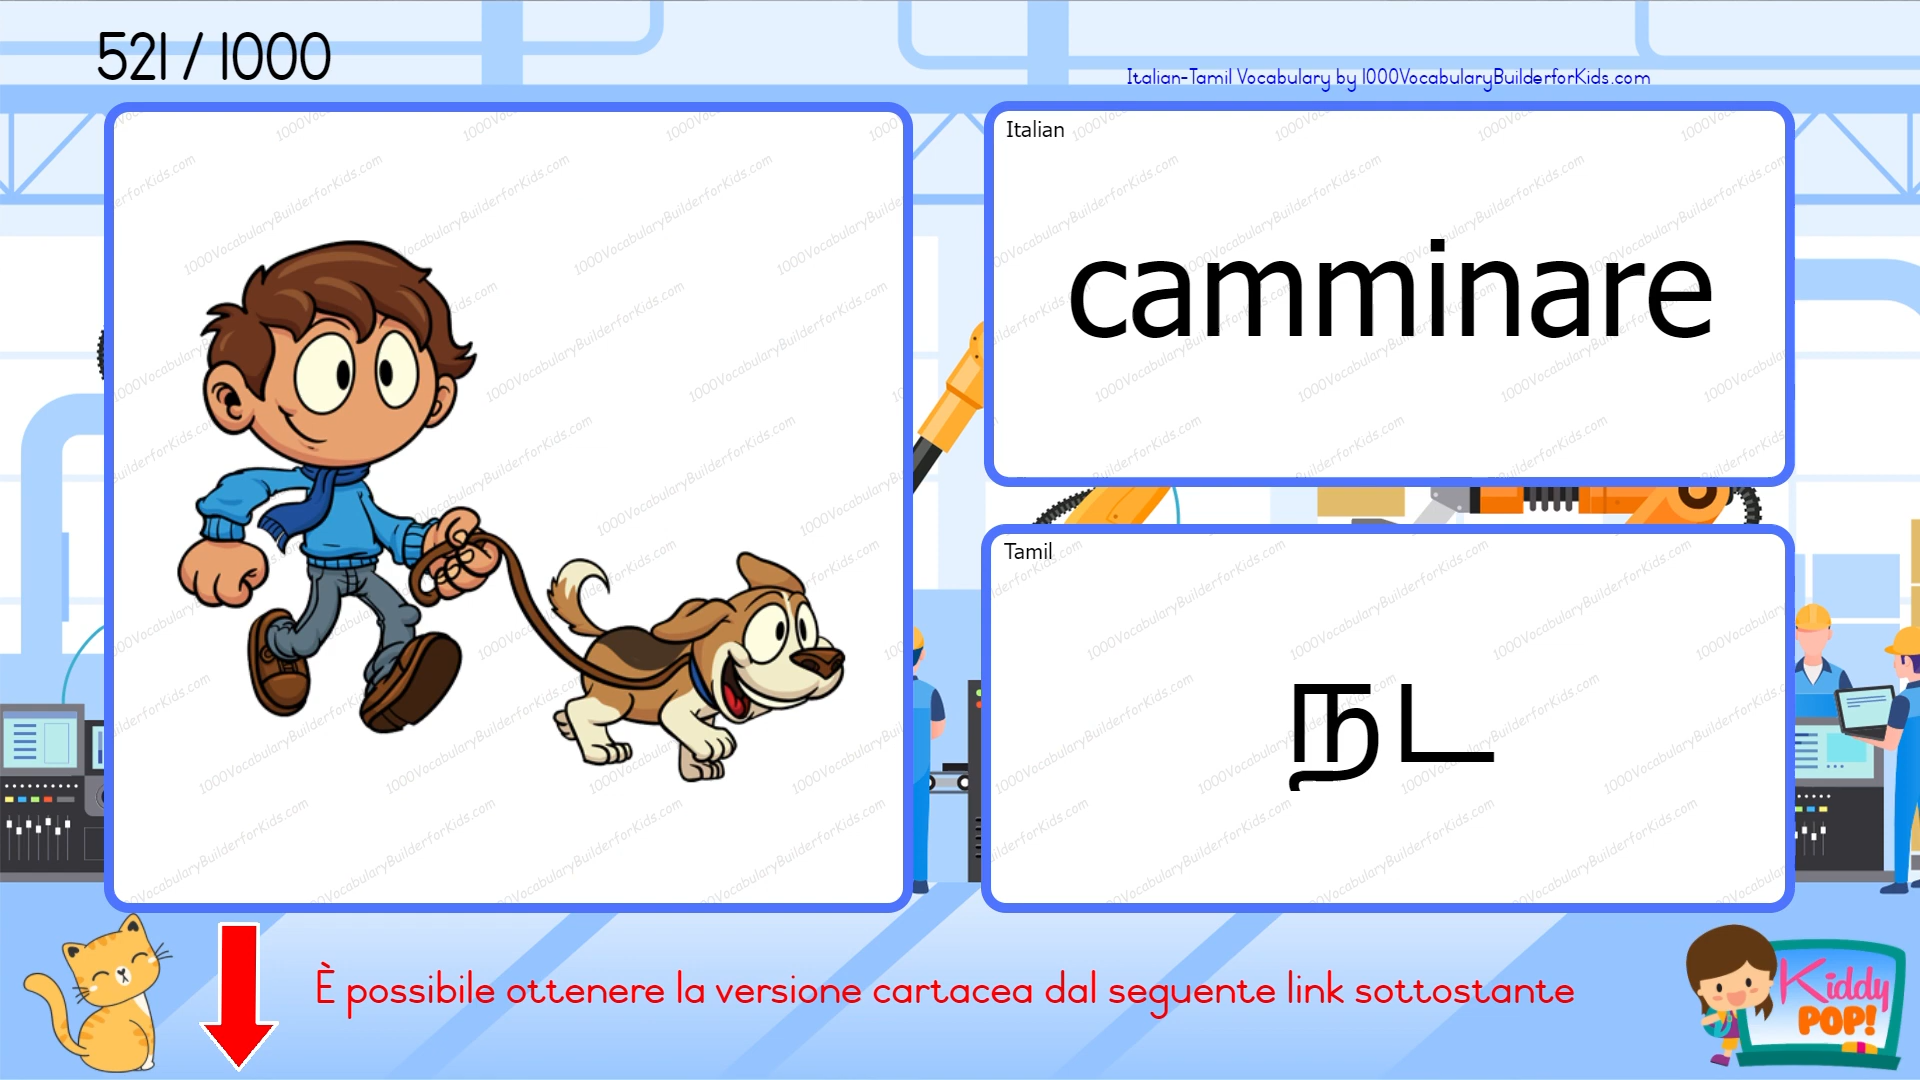 521 / 1000
Italian-Tamil Vocabulary by 1000VocabularyBuilderforKids.com
Italian
camminare
Tamil
நட
È possibile ottenere la versione cartacea dal seguente link sottostante
Kiddy
POP!